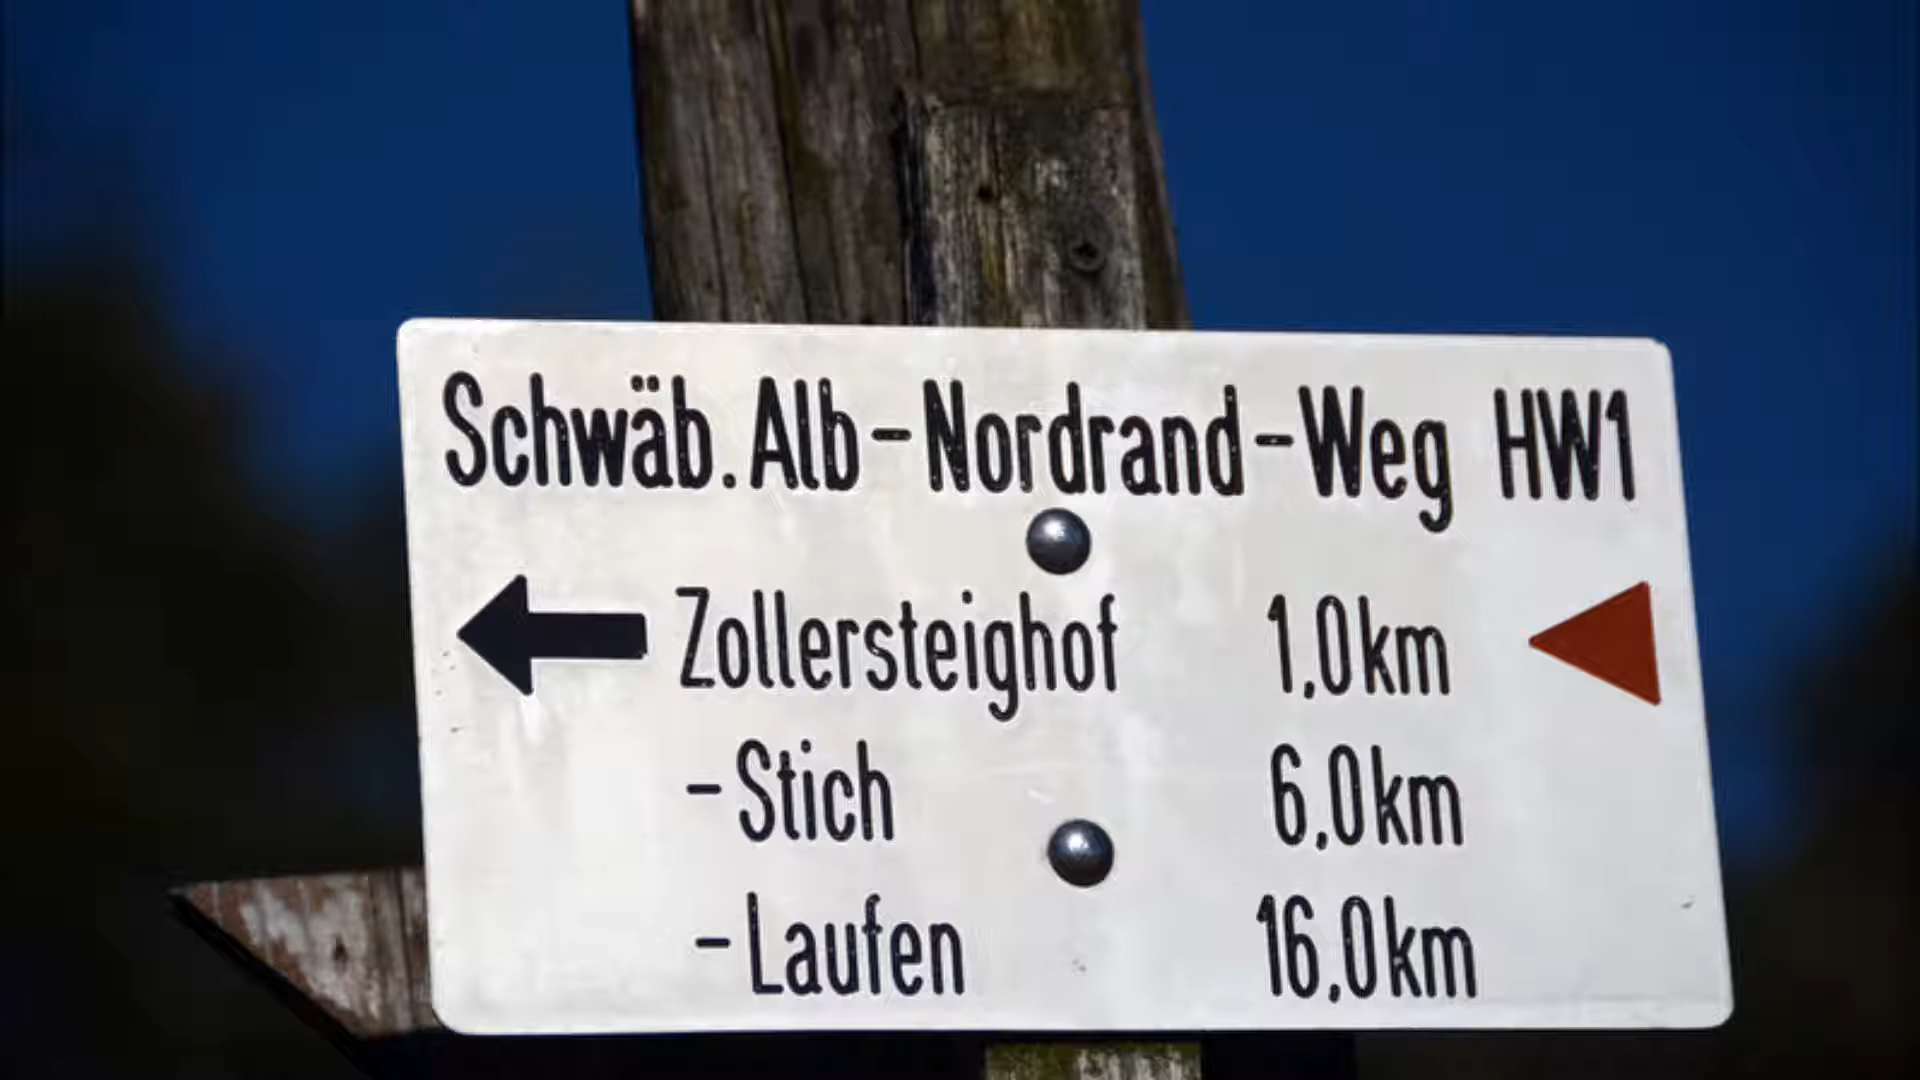 Schwäb. Alb-Nordrand-Weg HW1
Zollersteighof 1,0km
-Stich 6,0km
-Laufen 16,0km